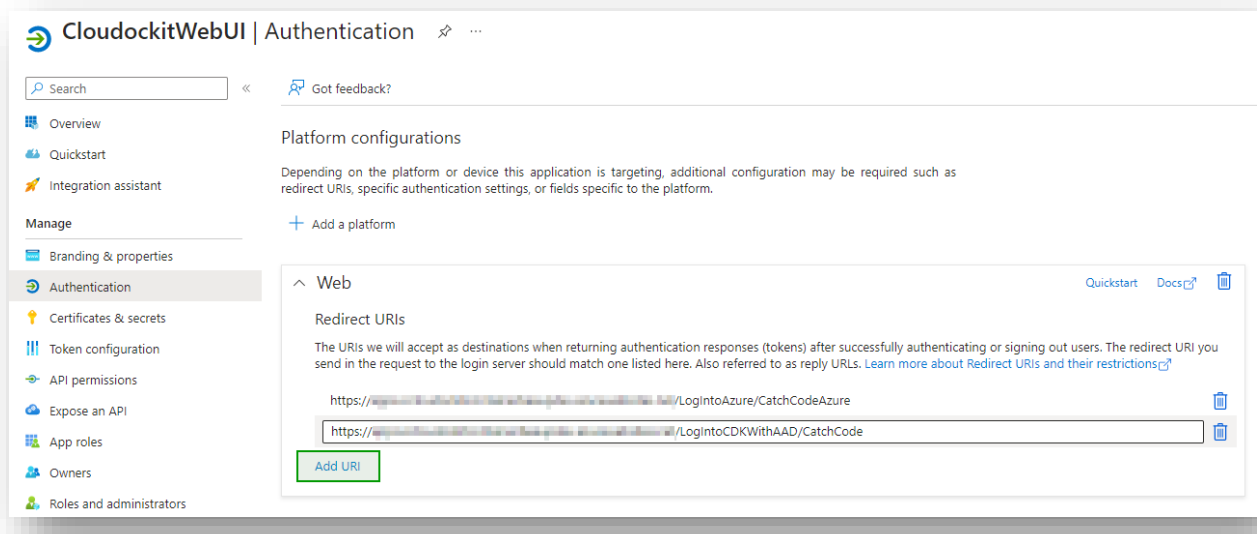 CloudockitWebUI | Authentication
Search
Got feedback?
Overview
Quickstart
Integration assistant
Manage
Branding & properties
Authentication
Certificates & secrets
Token configuration
API permissions
Expose an API
App roles
Owners
Roles and administrators
Platform configurations
Depending on the platform or device this application is targeting, additional configuration may be required such as
redirect URIs, specific authentication settings, or fields specific to the platform.
Add a platform
Web
Quickstart Docs
Redirect URIs
The URIs we will accept as destinations when returning authentication responses (tokens) after successfully authenticating or signing out users. The redirect URI you
send in the request to the login server should match one listed here. Also referred to as reply URLs. Learn more about Redirect URIs and their restrictions
https:// /LogIntoAzure/CatchCodeAzure
https:// /LogIntoCDKWithAAD/CatchCode
Add URI